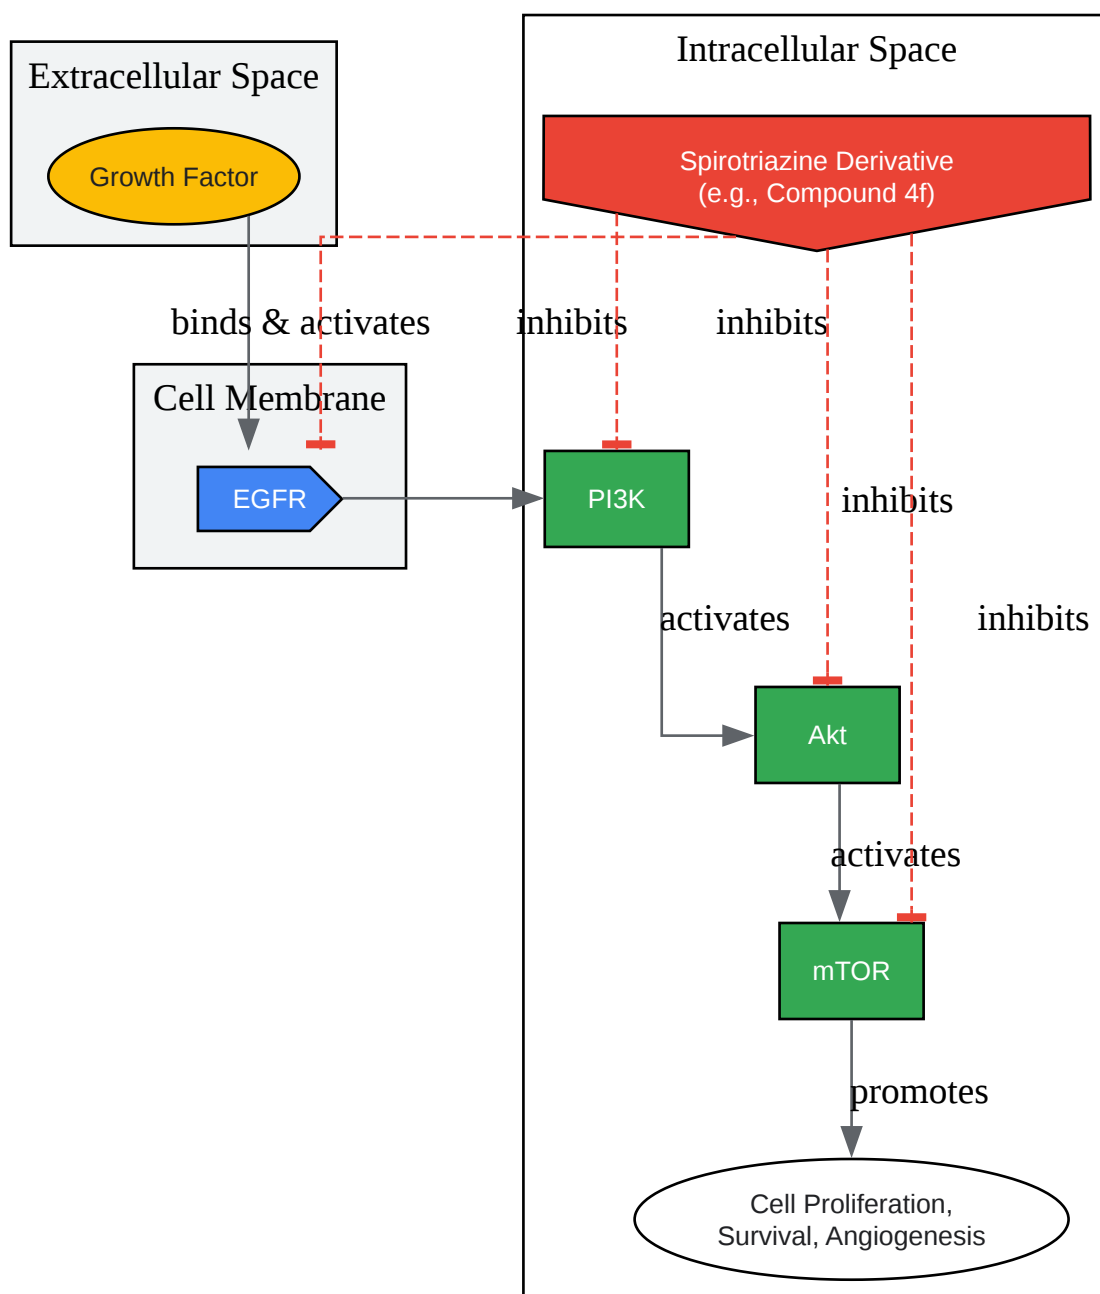 Intracellular Space
Extracellular Space
Spirotriazine Derivative
(e.g., Compound 4f)
Growth Factor
binds & activates
inhibits
inhibits
Cell Membrane
EGFR
PI3K
inhibits
activates
inhibits
Akt
activates
mTOR
promotes
Cell Proliferation,
Survival, Angiogenesis